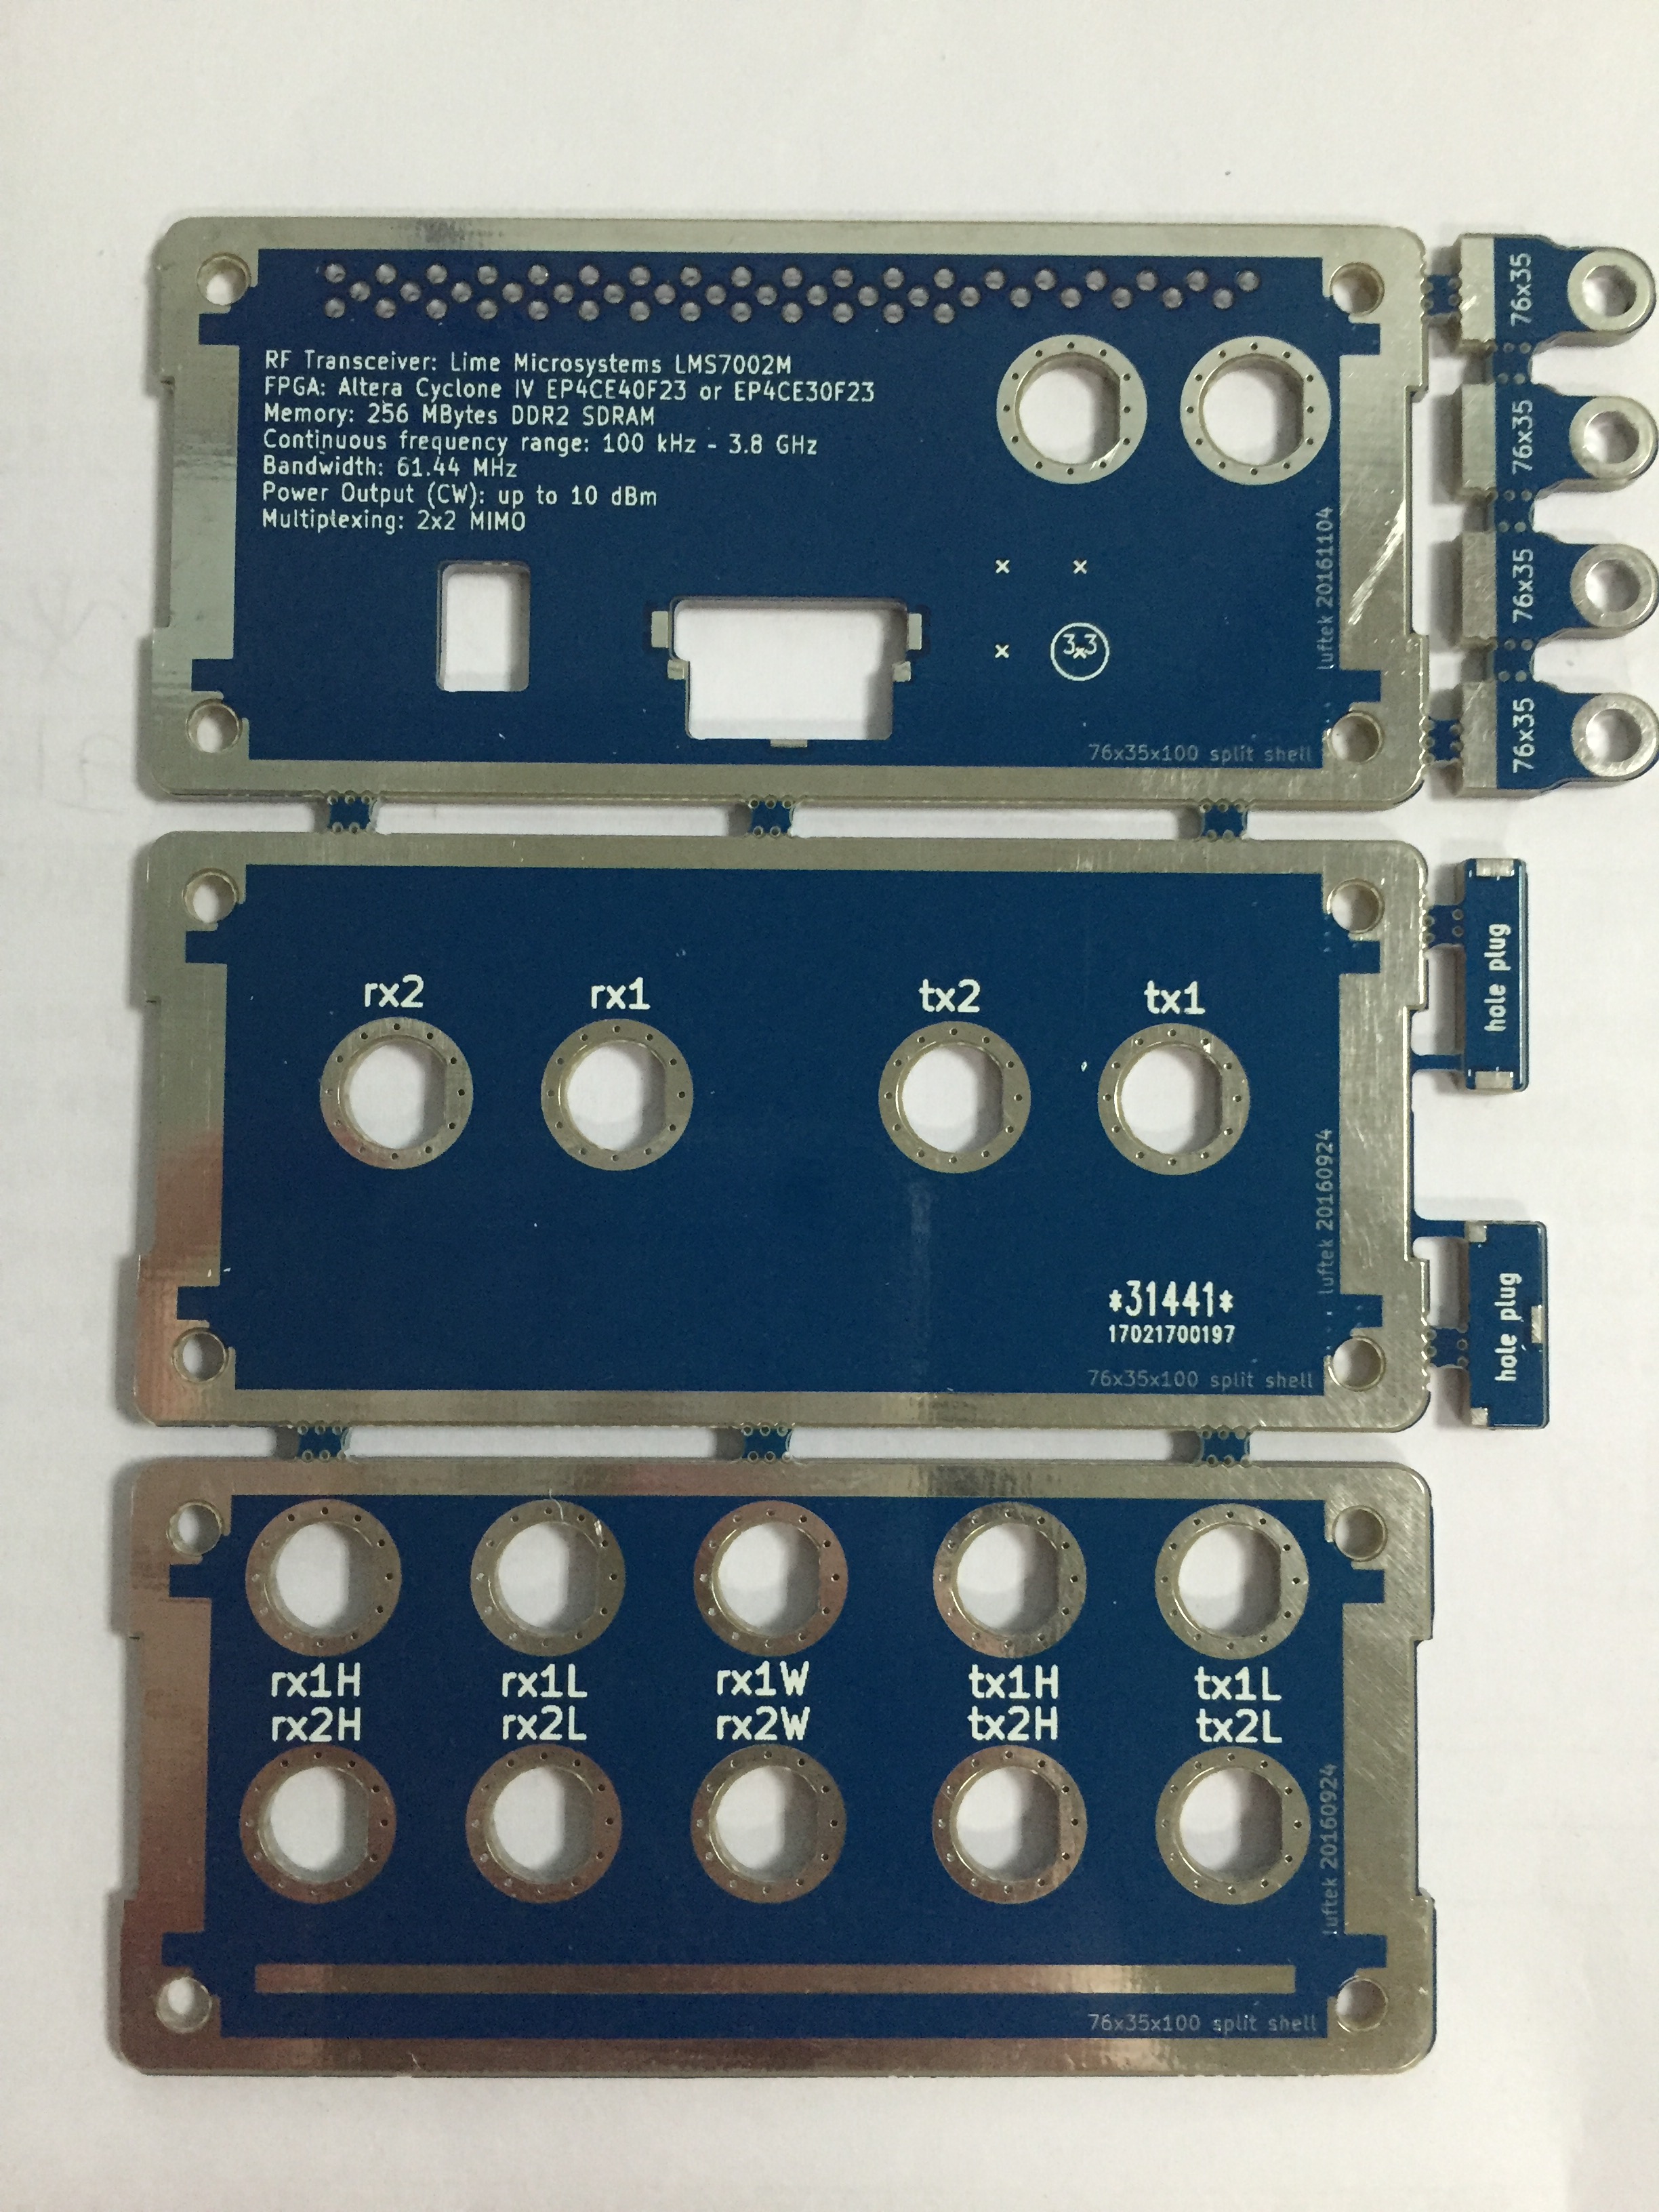 RF Transceiver: Lime Microsystems LMS7002M
FPGA: Altera Cyclone IV EP4CE40F23 or EP4CE30F23
Memory: 256 MBytes DDR2 SDRAM
Continuous frequency range: 100 kHz - 3.8 GHz
Bandwidth: 61.44 MHz
Power Output (CW): up to 10 dBm
Multiplexing: 2x2 MIMO
x x
x 3.3
x
luftek 20161104
76x35x100 split shell
76x35
76x35
76x35
76x35
rx2 rx1 tx2 tx1
luftek 20160924
*31441*
17021700197
76x35x100 split shell
hole plug
hole plug
rx1H rx1L rx1W tx1H tx1L
rx2H rx2L rx2W tx2H tx2L
luftek 20160924
76x35x100 split shell